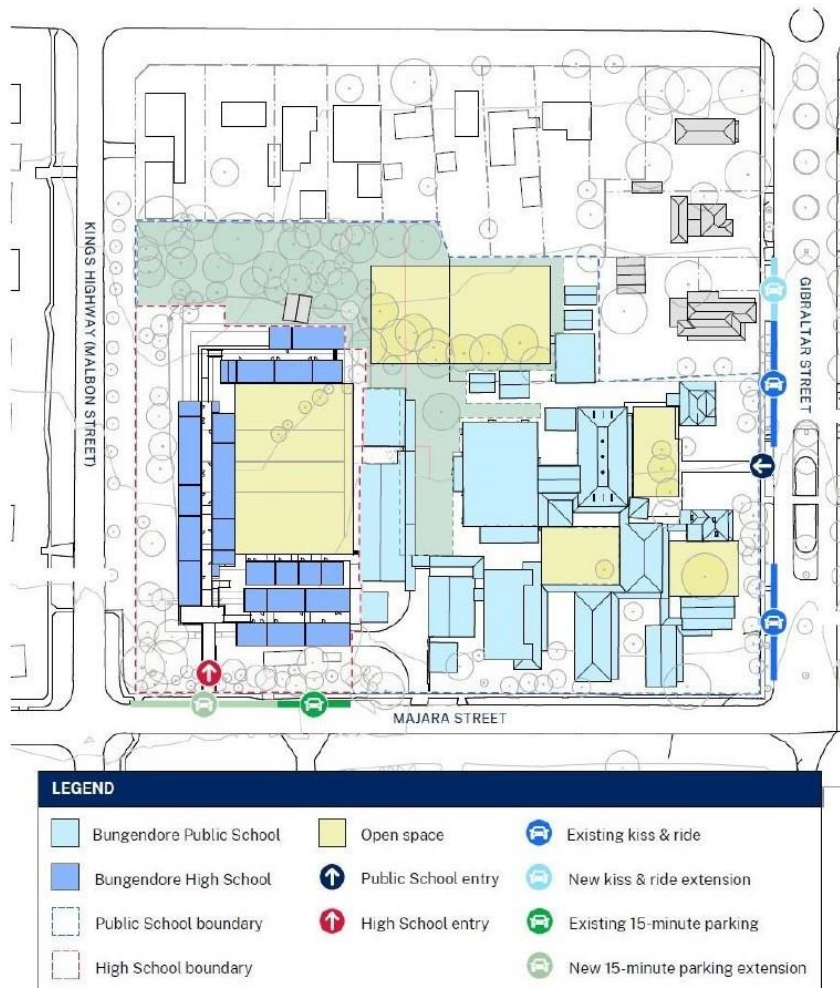 KINGS HIGHWAY (MALBON STREET)
GIBRALTAR STREET
MAJARA STREET
LEGEND
Bungendore Public School
Open space
Existing kiss & ride
Bungendore High School
Public School entry
New kiss & ride extension
Public School boundary
High School entry
Existing 15-minute parking
High School boundary
New 15-minute parking extension